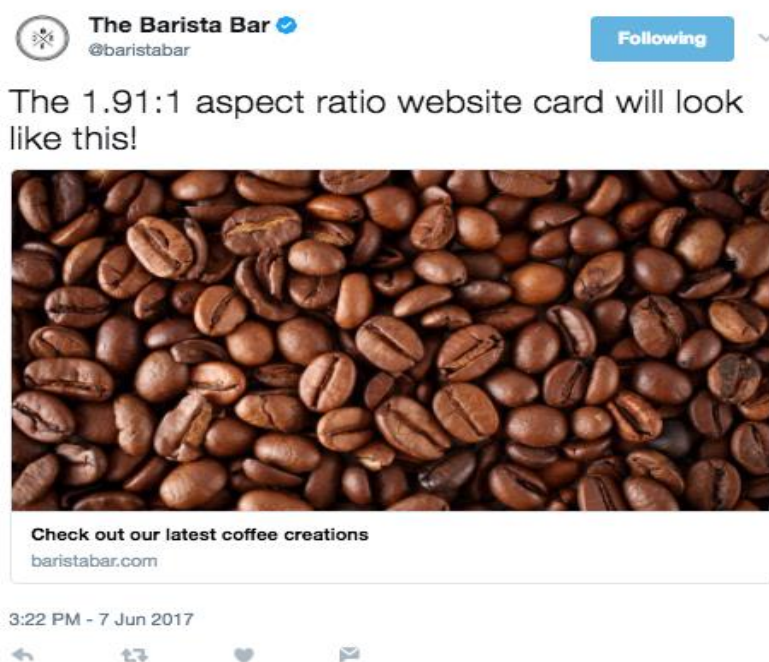 The Barista Bar
@baristabar
Following
The 1.91:1 aspect ratio website card will look
like this!
Check out our latest coffee creations
baristabar.com
3:22 PM - 7 Jun 2017